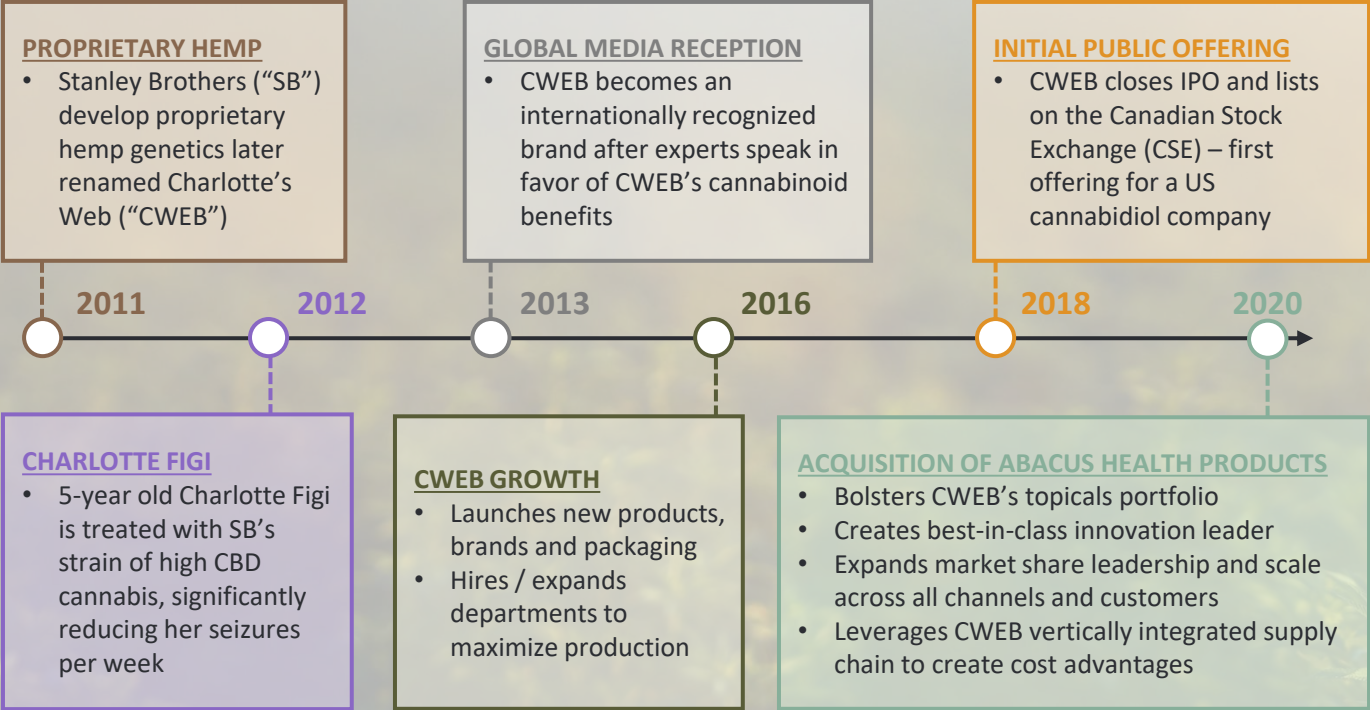 PROPRIETARY HEMP
• Stanley Brothers (“SB”)
develop proprietary
hemp genetics later
renamed Charlotte’s
Web (“CWEB”)
GLOBAL MEDIA RECEPTION
• CWEB becomes an
internationally recognized
brand after experts speak in
favor of CWEB’s cannabinoid
benefits
INITIAL PUBLIC OFFERING
• CWEB closes IPO and lists
on the Canadian Stock
Exchange (CSE) – first
offering for a US
cannabidiol company
2011
2012
2013
2016
2018
2020
CHARLOTTE FIGI
• 5-year old Charlotte Figi
is treated with SB’s
strain of high CBD
cannabis, significantly
reducing her seizures
per week
CWEB GROWTH
• Launches new products,
brands and packaging
• Hires / expands
departments to
maximize production
ACQUISITION OF ABACUS HEALTH PRODUCTS
• Bolsters CWEB’s topicals portfolio
• Creates best-in-class innovation leader
• Expands market share leadership and scale
across all channels and customers
• Leverages CWEB vertically integrated supply
chain to create cost advantages